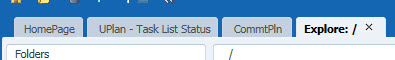 HomePage UPlan - Task List Status CommtPln Explore: / ×
Folders /